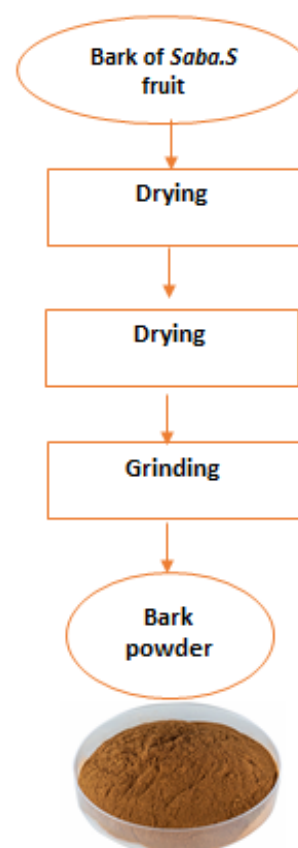 Bark of Saba.S
fruit
Drying
Drying
Grinding
Bark
powder